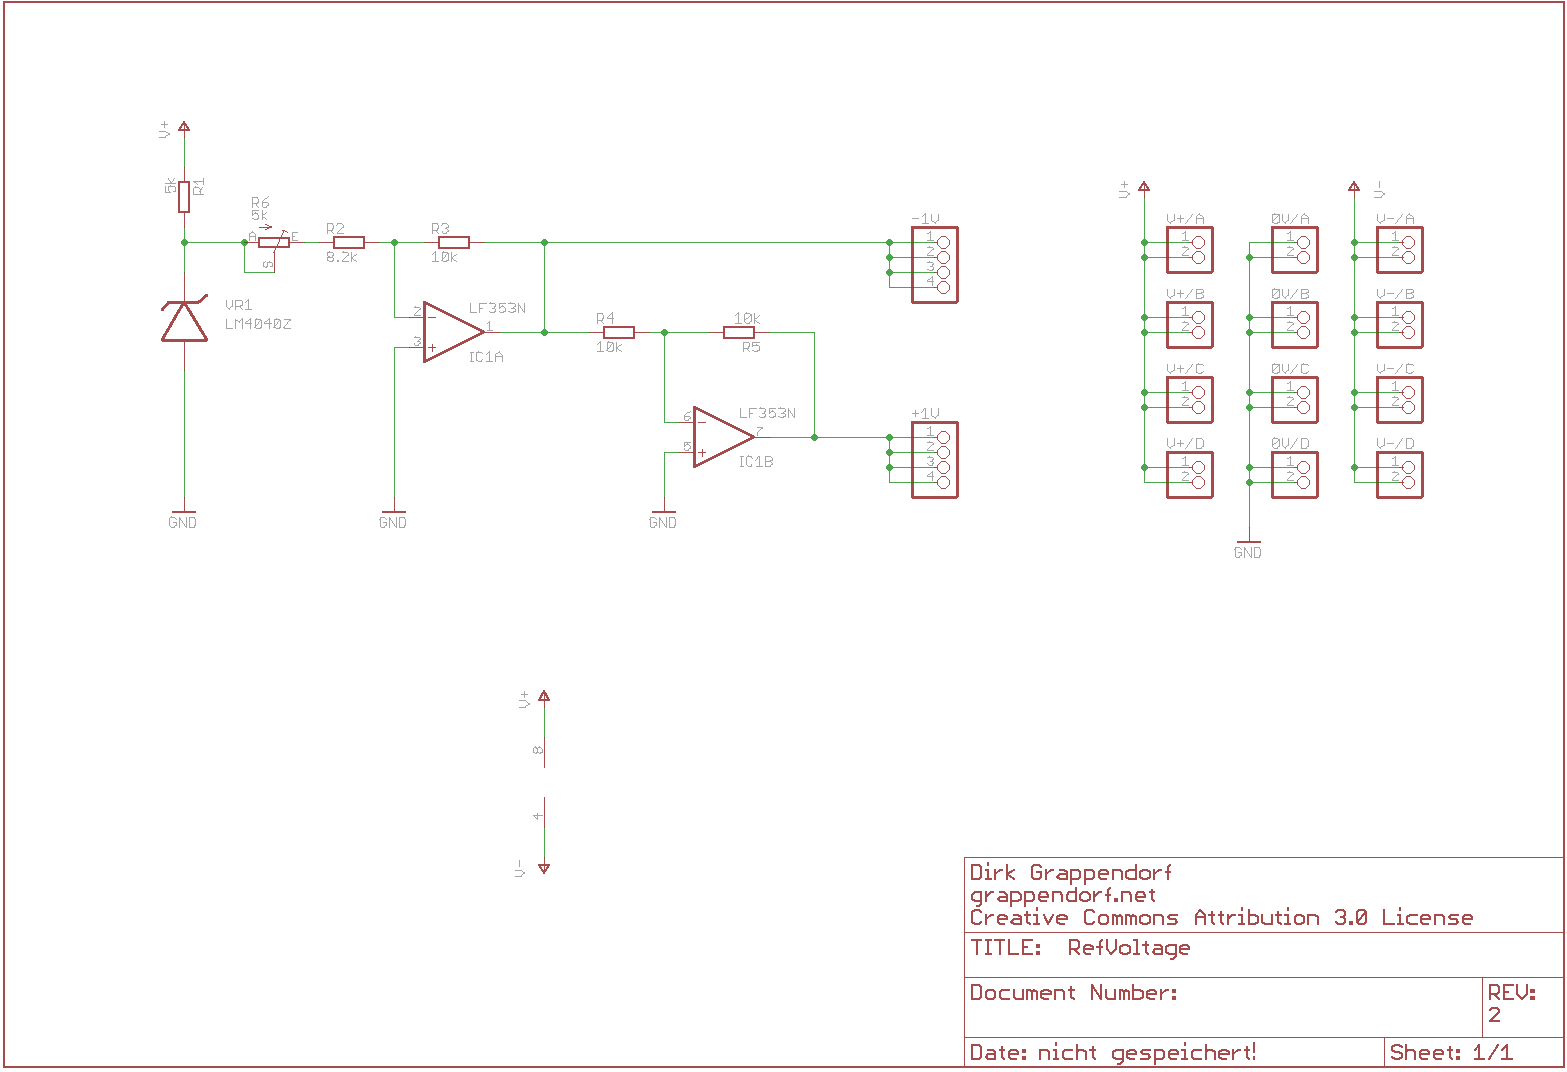 V+
5k
R1
R6
5k
A
E
S
R2
8.2k
R3
10k
VR1
LM4040Z
GND
2
3
1
LF353N
IC1A
GND
R4
10k
10k
R5
6
5
7
LF353N
IC1B
GND
-1V
1
2
3
4
+1V
1
2
3
4
V+
V-
V+/A
1
2
0V/A
1
2
V-/A
1
2
V+/B
1
2
0V/B
1
2
V-/B
1
2
V+/C
1
2
0V/C
1
2
V-/C
1
2
V+/D
1
2
0V/D
1
2
V-/D
1
2
GND
V+
8
4
V-
Dirk Grappendorf
grappendorf.net
Creative Commons Attribution 3.0 License
TITLE: RefVoltage
Document Number:
REV:
2
Date: nicht gespeichert!
Sheet: 1/1